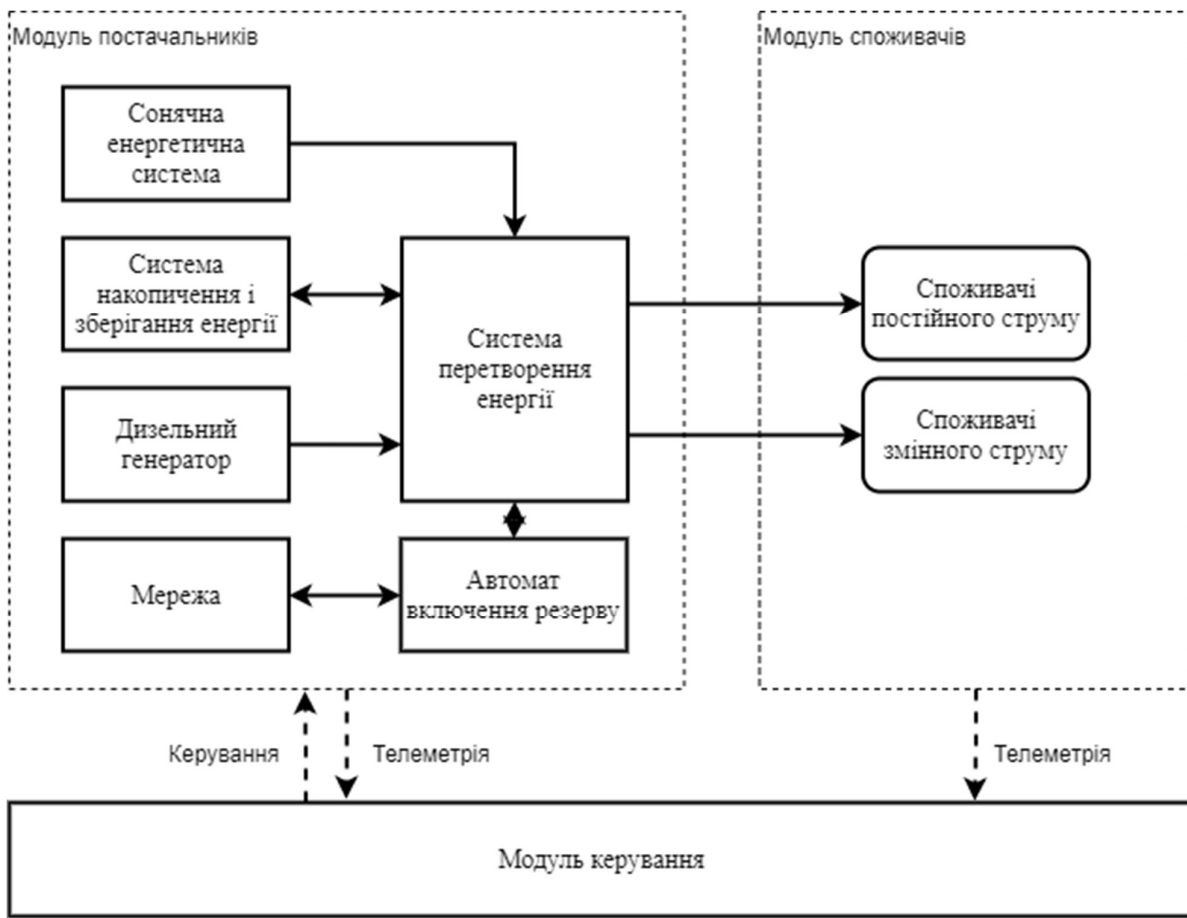 Модуль постачальників
Модуль споживачів
Сонячна
енергетична
система
Система
накопичення і
зберігання енергії
Система
перетворення
енергії
Споживачі
постійного струму
Споживачі
змінного струму
Дизельний
генератор
Мережа
Автомат
включення резерву
Керування
Телеметрія
Телеметрія
Модуль керування